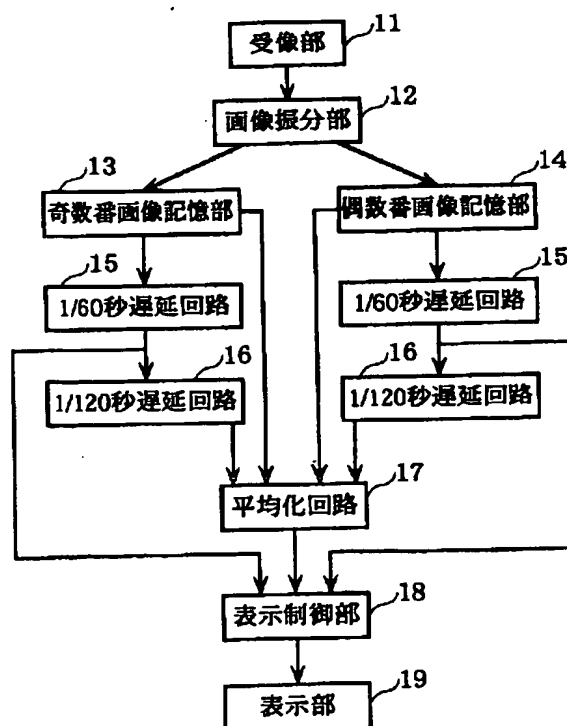 受像部
11
画像振分部
12
13
奇数番画像記憶部
14
偶数番画像記憶部
15
1/60秒遅延回路
15
1/60秒遅延回路
16
1/120秒遅延回路
16
1/120秒遅延回路
平均化回路
17
表示制御部
18
表示部
19